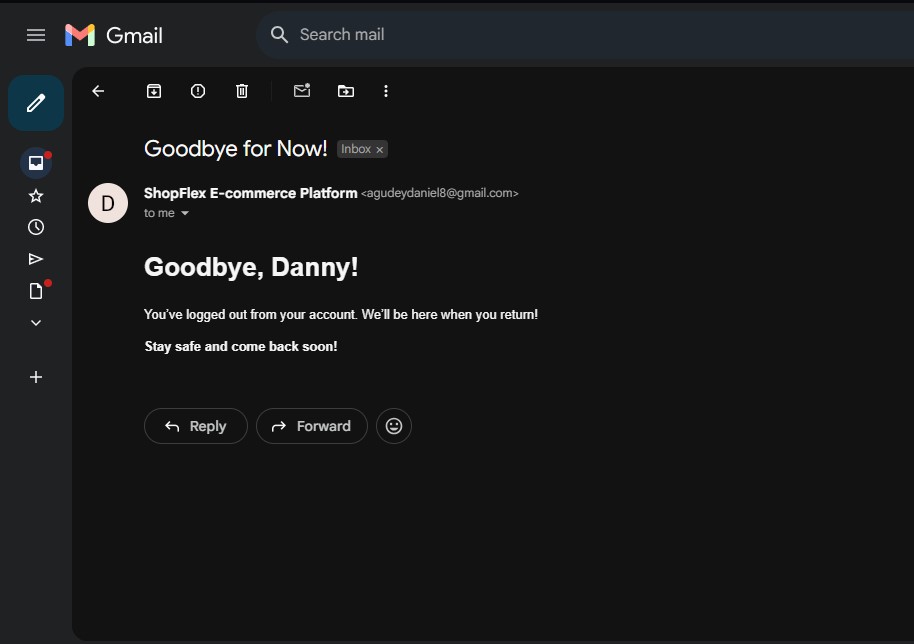 Gmail
Search mail
Goodbye for Now! Inbox ×
D
ShopFlex E-commerce Platform <agudeydaniel8@gmail.com>
to me
Goodbye, Danny!
You've logged out from your account. We'll be here when you return!
Stay safe and come back soon!
Reply
Forward